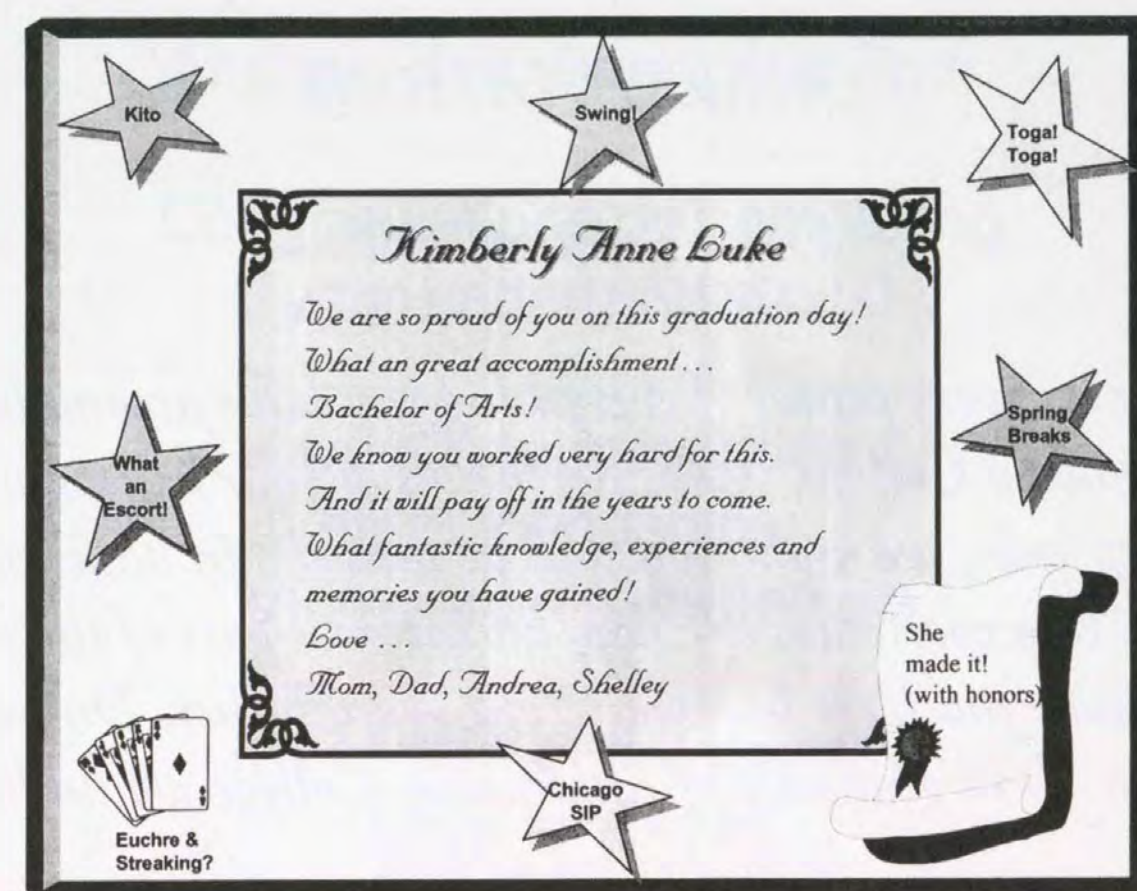 Kito
Swing!
Toga!
Toga!
Kimberly Anne Luke
We are so proud of you on this graduation day!
What an great accomplishment . . .
Bachelor of Arts!
We know you worked very hard for this.
And it will pay off in the years to come.
What fantastic knowledge, experiences and
memories you have gained!
Love . . .
Mom, Dad, Andrea, Shelley
What
an
Escort!
Spring
Breaks
She
made it!
(with honors)
Chicago
SIP
Euchre &
Streaking?